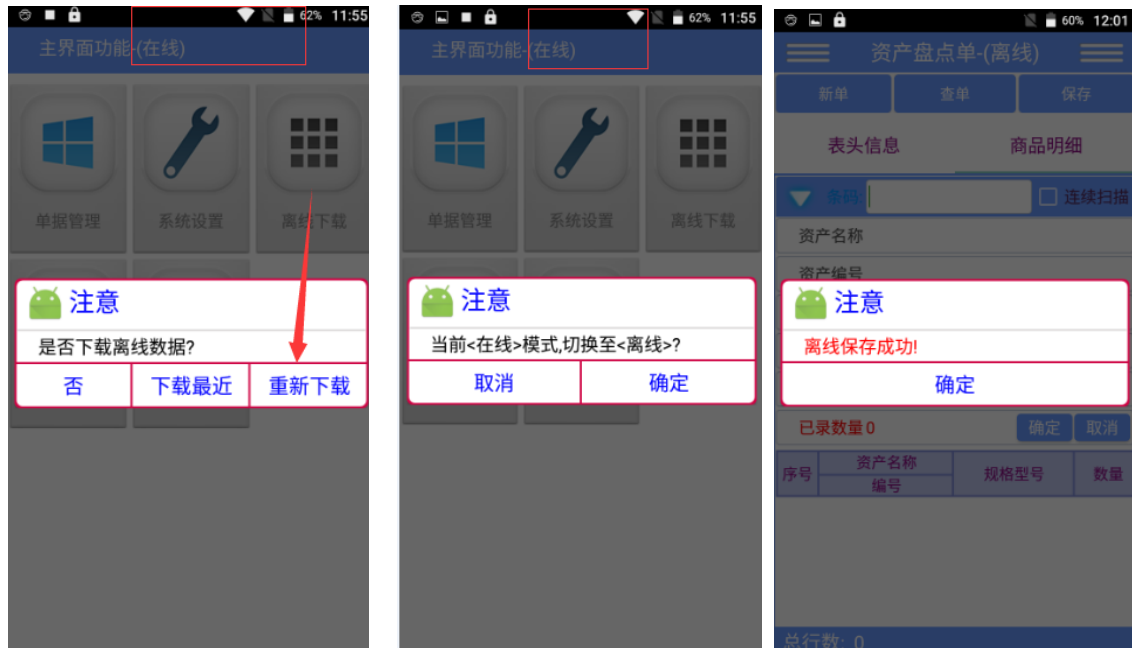 62% 11:55
主界面功能-(在线)
单据管理
系统设置
离线下载
注意
是否下载离线数据?
否
下载最近
重新下载
62% 11:55
主界面功能-(在线)
单据管理
系统设置
离线下载
注意
当前<在线>模式,切换至<离线>?
取消
确定
60% 12:01
资产盘点单-(离线)
新单
查单
保存
表头信息
商品明细
条码:
连续扫描
资产名称
资产编号
注意
离线保存成功!
确定
已录数量0
确定
取消
序号
资产名称
编号
规格型号
数量
总行数: 0